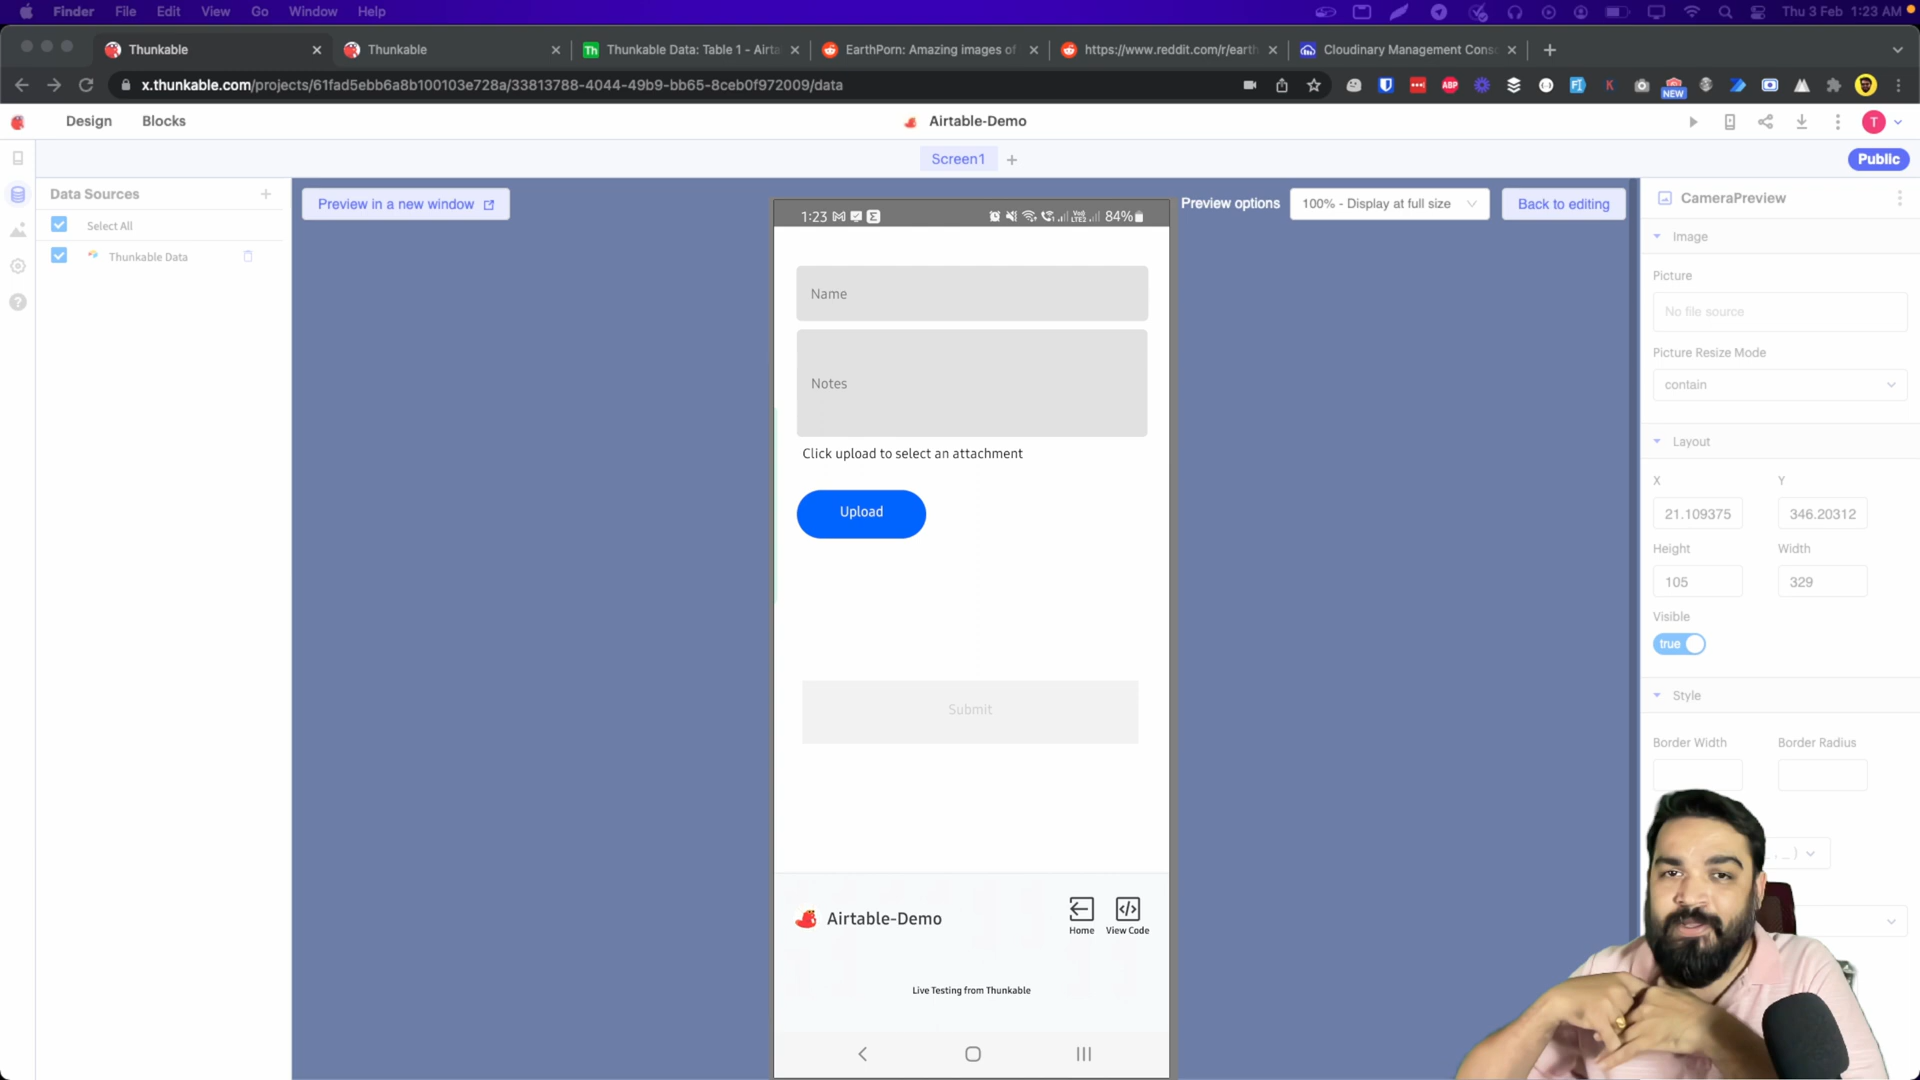 Finder File Edit View Go Window Help Thu 3 Feb 1:23 AM
Thunkable Thunkable Thunkable Data: Table 1 - Airta EarthPorn: Amazing images of https://www.reddit.com/r/earth Cloudinary Management Conso
x.thunkable.com/projects/61fad5ebb6a8b100103e728a/33813788-4044-49b9-bb65-8ceb0f972009/data
ABP
NEW
Design Blocks Airtable-Demo T
Screen1 Public
Data Sources
Select All
Thunkable Data
Preview in a new window
Preview options 100% - Display at full size Back to editing
1:23 84%
Name
Notes
Click upload to select an attachment
Upload
Submit
Airtable-Demo
Home View Code
Live Testing from Thunkable
CameraPreview
Image
Picture
No file source
Picture Resize Mode
contain
Layout
X Y
21.109375 346.20312
Height Width
105 329
Visible
true
Style
Border Width Border Radius